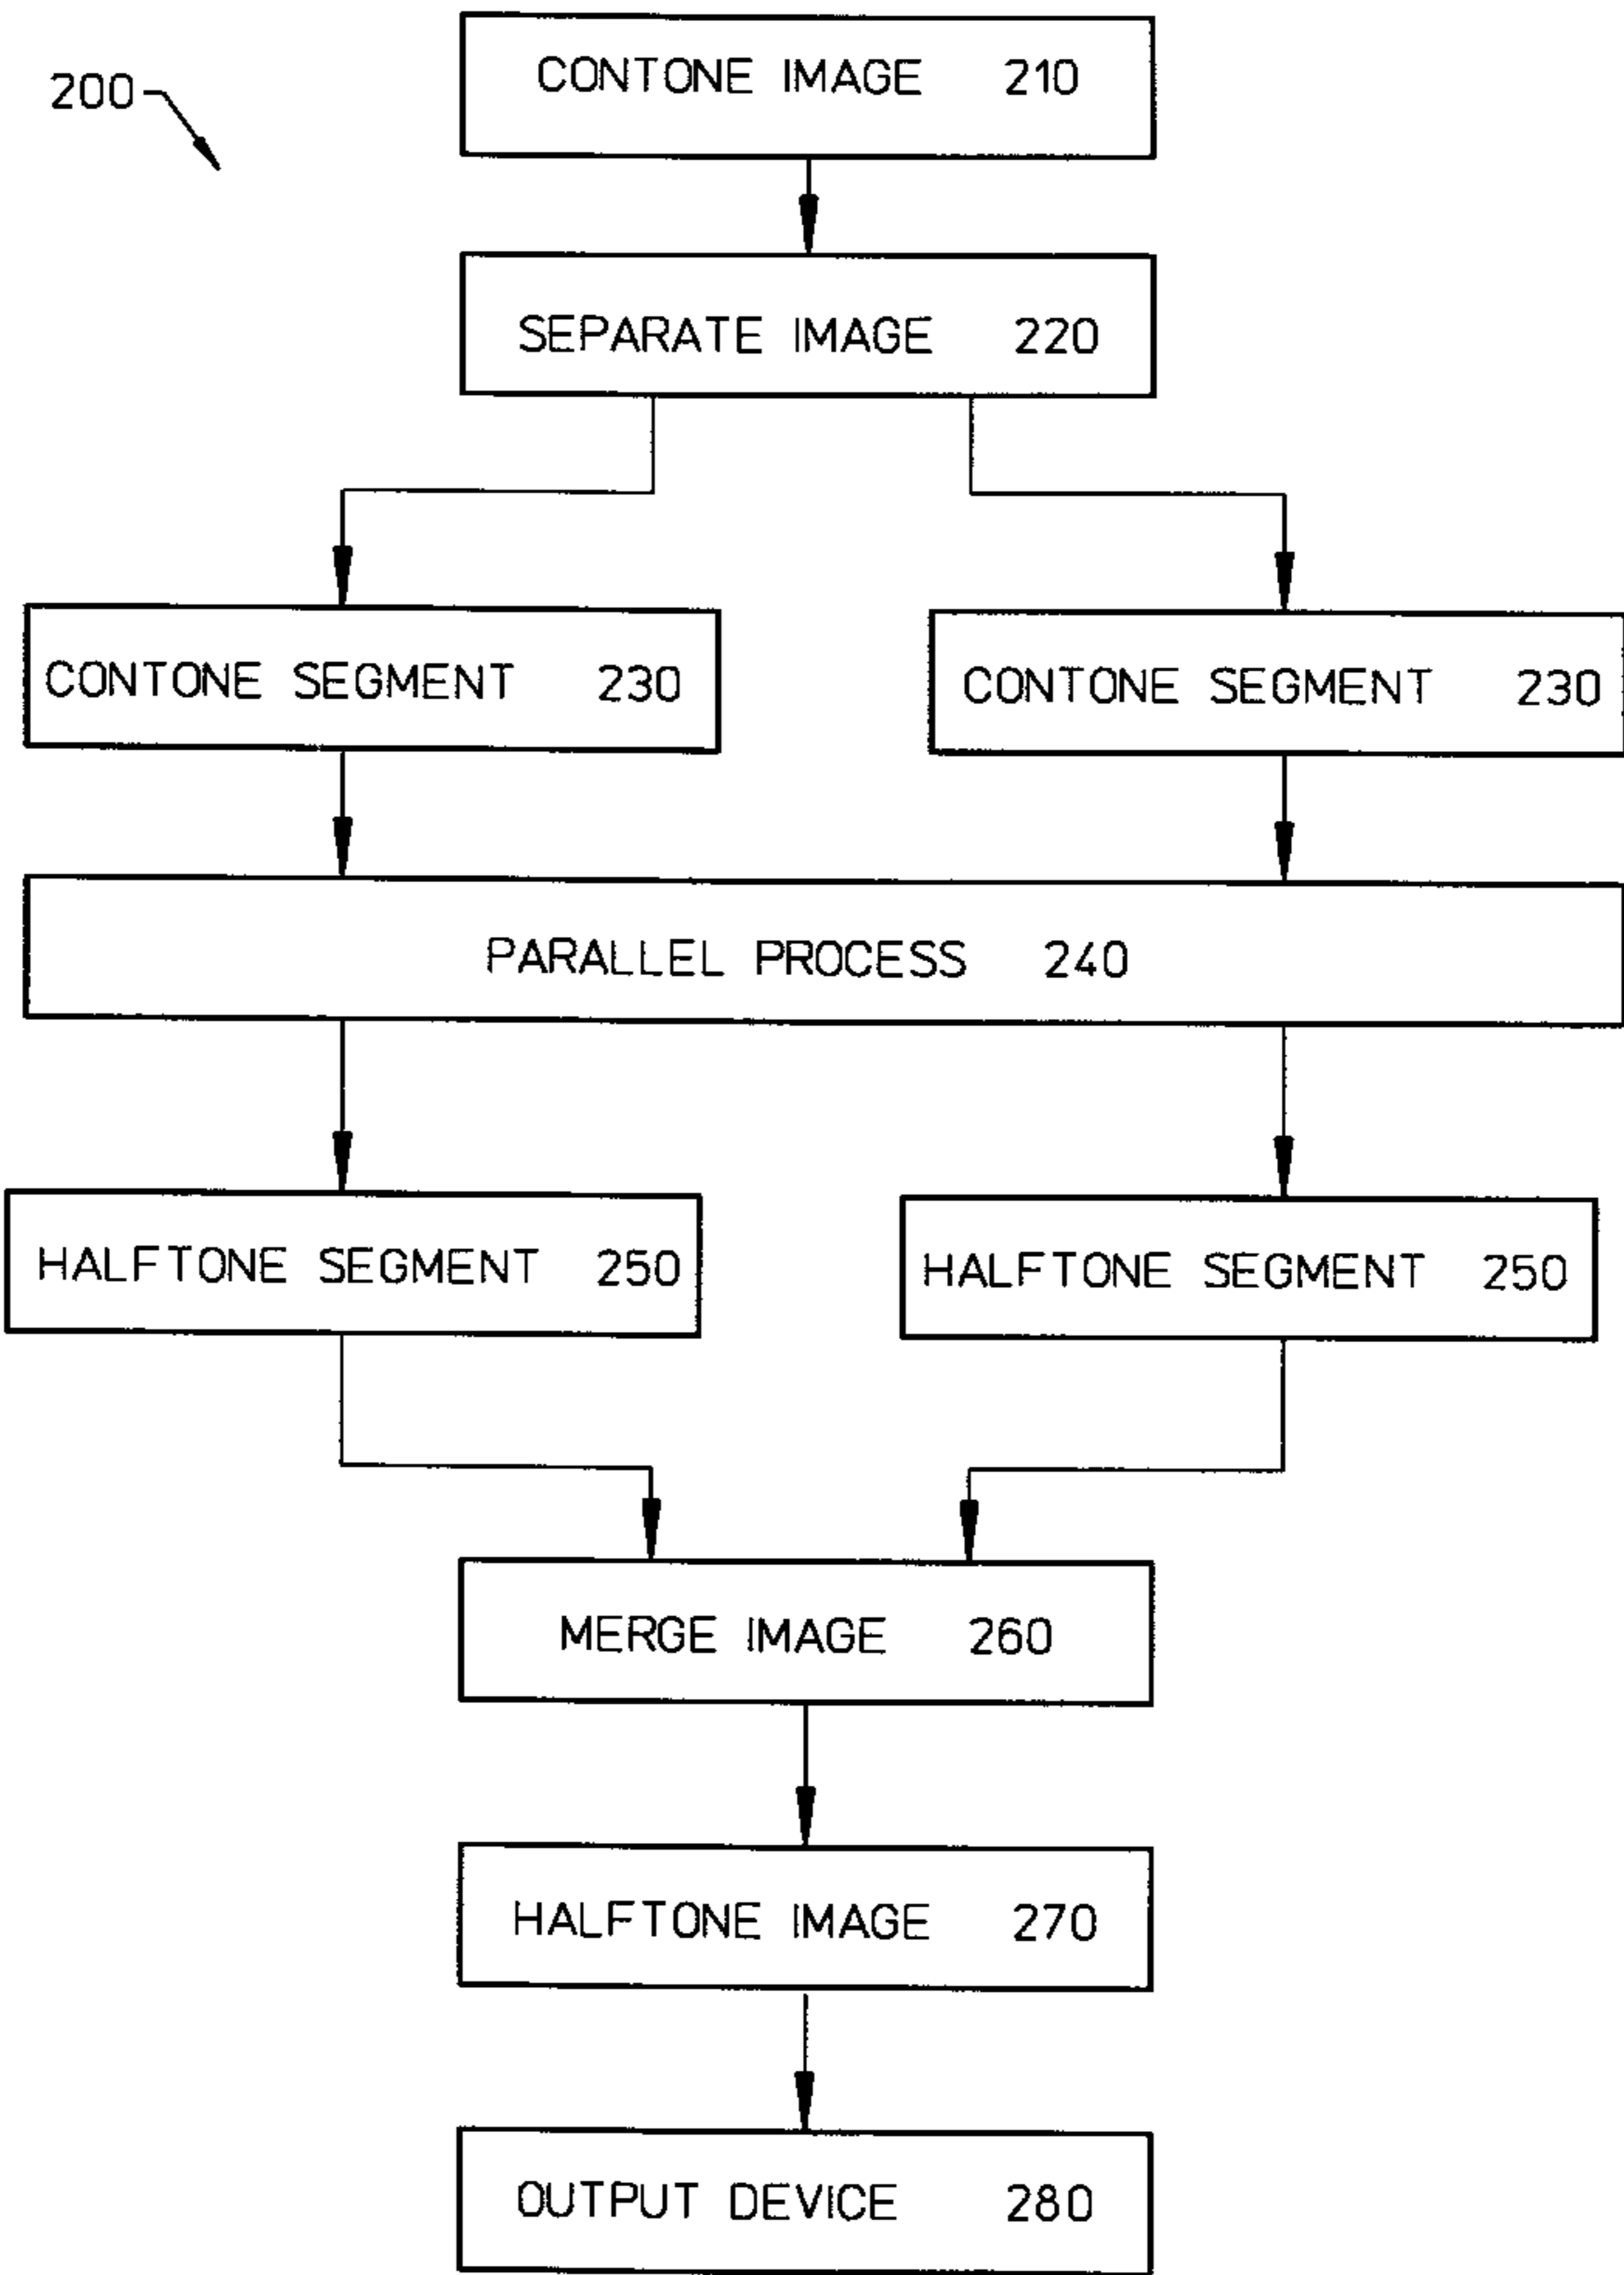 200
CONTONE IMAGE 210
SEPARATE IMAGE 220
CONTONE SEGMENT 230
CONTONE SEGMENT 230
PARALLEL PROCESS 240
HALFTONE SEGMENT 250
HALFTONE SEGMENT 250
MERGE IMAGE 260
HALFTONE IMAGE 270
OUTPUT DEVICE 280